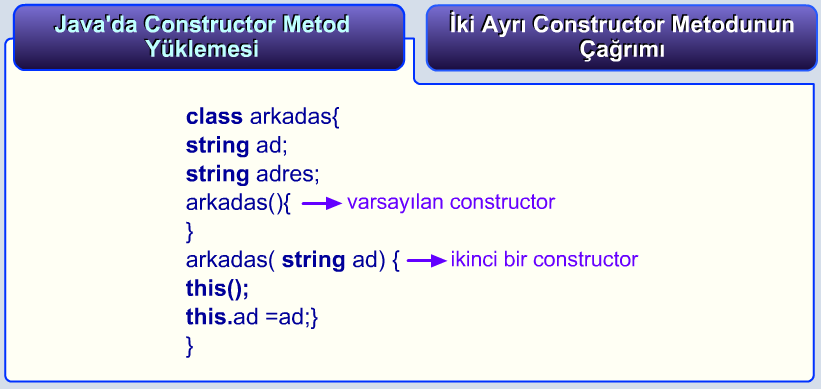 Java'da Constructor Metod
Yüklemesi
İki Ayrı Constructor Metodunun
Çağrımı
class arkadas{
string ad;
string adres;
arkadas(){ varsayılan constructor
}
arkadas( string ad) { ikinci bir constructor
this();
this.ad =ad;}
}